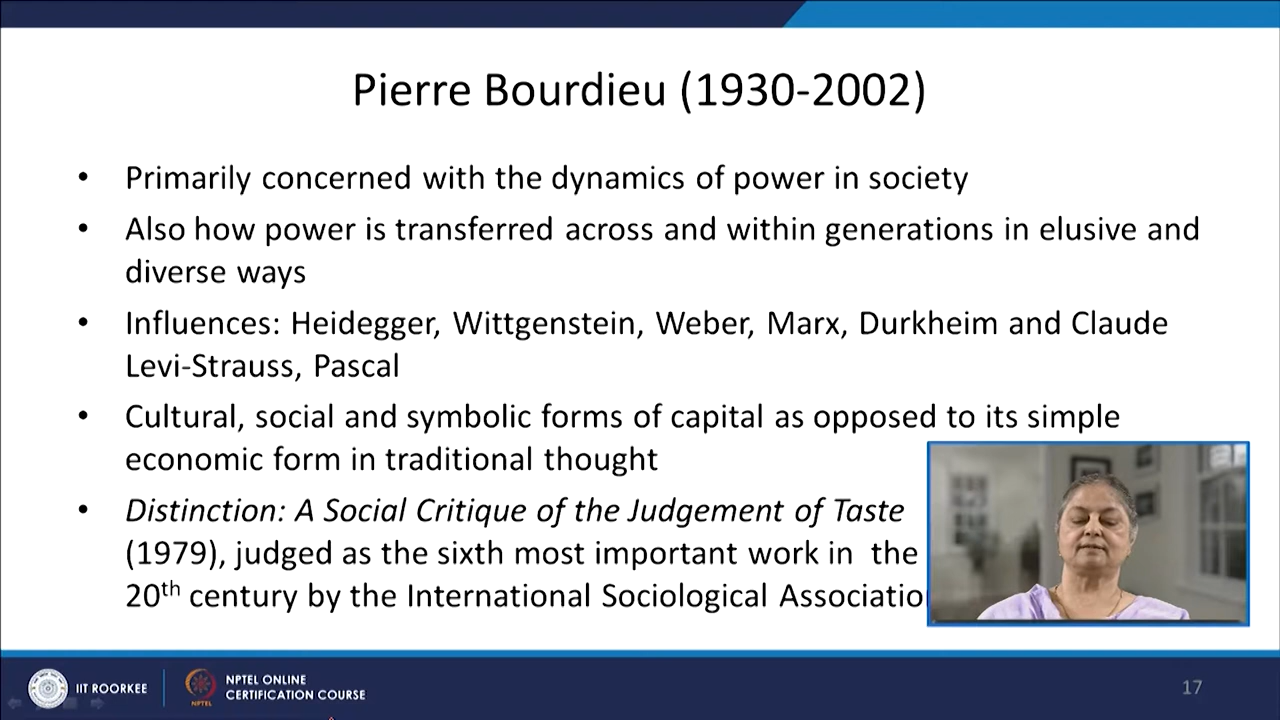 Pierre Bourdieu (1930-2002)
• Primarily concerned with the dynamics of power in society
• Also how power is transferred across and within generations in elusive and
diverse ways
• Influences: Heidegger, Wittgenstein, Weber, Marx, Durkheim and Claude
Levi-Strauss, Pascal
• Cultural, social and symbolic forms of capital as opposed to its simple
economic form in traditional thought
• Distinction: A Social Critique of the Judgement of Taste
(1979), judged as the sixth most important work in the
20th century by the International Sociological Associatio
IIT ROORKEE
NPTEL
NPTEL ONLINE
CERTIFICATION COURSE
17